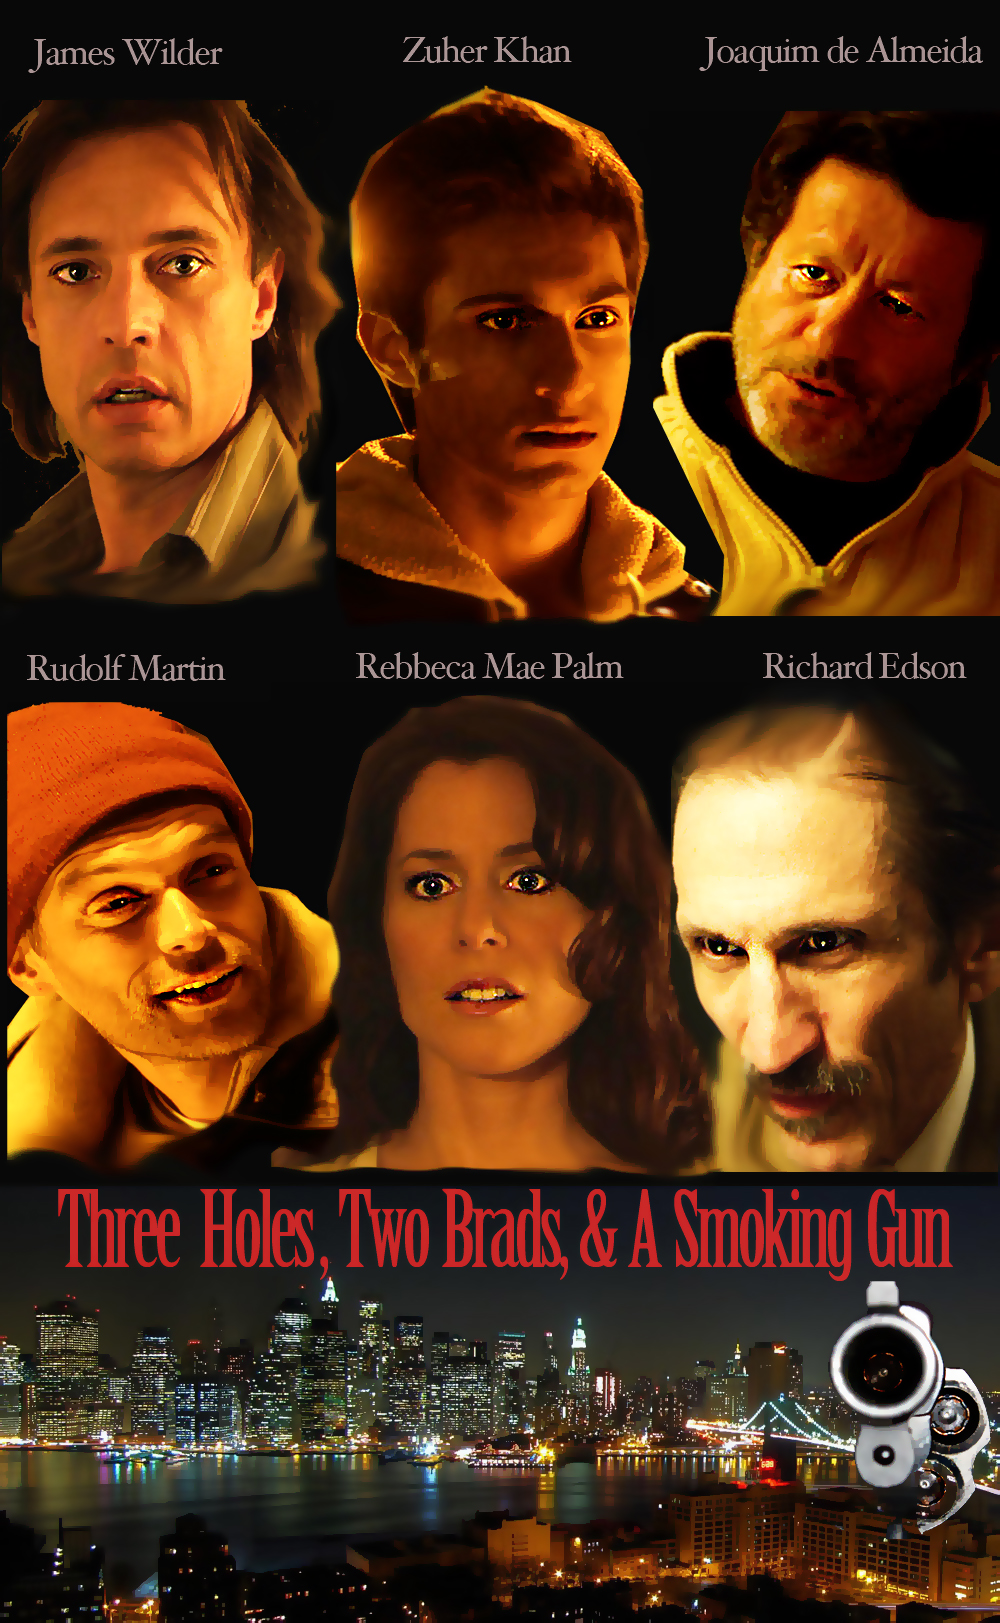 James Wilder
Zuher Khan
Joaquim de Almeida
Rudolf Martin
Rebbeca Mae Palm
Richard Edson
Three Holes, Two Brads, & A Smoking Gun